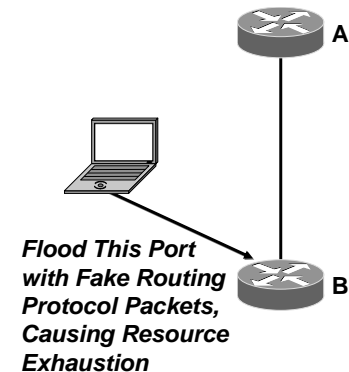 A
Flood This Port
with Fake Routing
Protocol Packets,
Causing Resource
Exhaustion
B